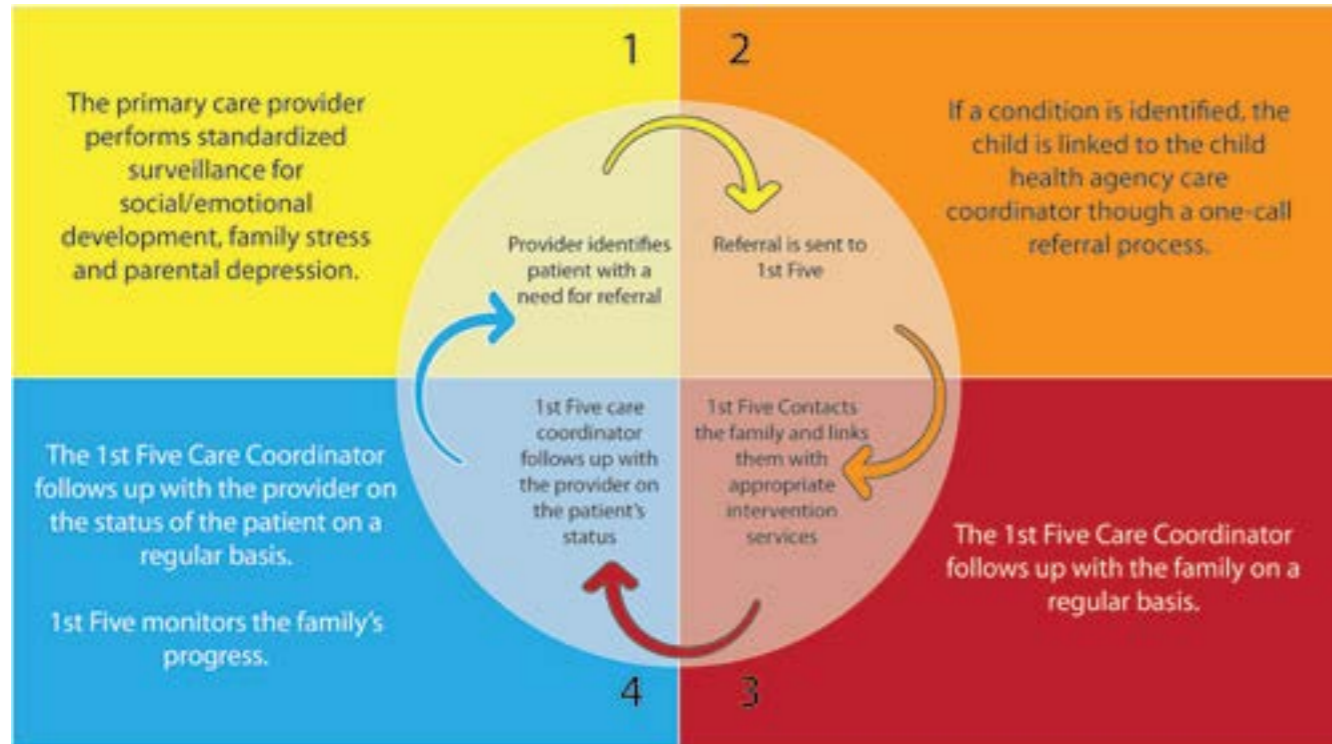 1
The primary care provider
performs standardized
surveillance for
social/emotional
development, family stress
and parental depression.
Provider identifies
patient with a
need for referral
2
If a condition is identified, the
child is linked to the child
health agency care
coordinator though a one-call
referral process.
Referral is sent to
1st Five
1st Five Contacts
the family and links
them with
appropriate
intervention
services
The 1st Five Care Coordinator
follows up with the family on a
regular basis.
3
1st Five care
coordinator
follows up with
the provider on
the patient's
status
The 1st Five Care Coordinator
follows up with the provider on
the status of the patient on a
regular basis.
1st Five monitors the family's
progress.
4